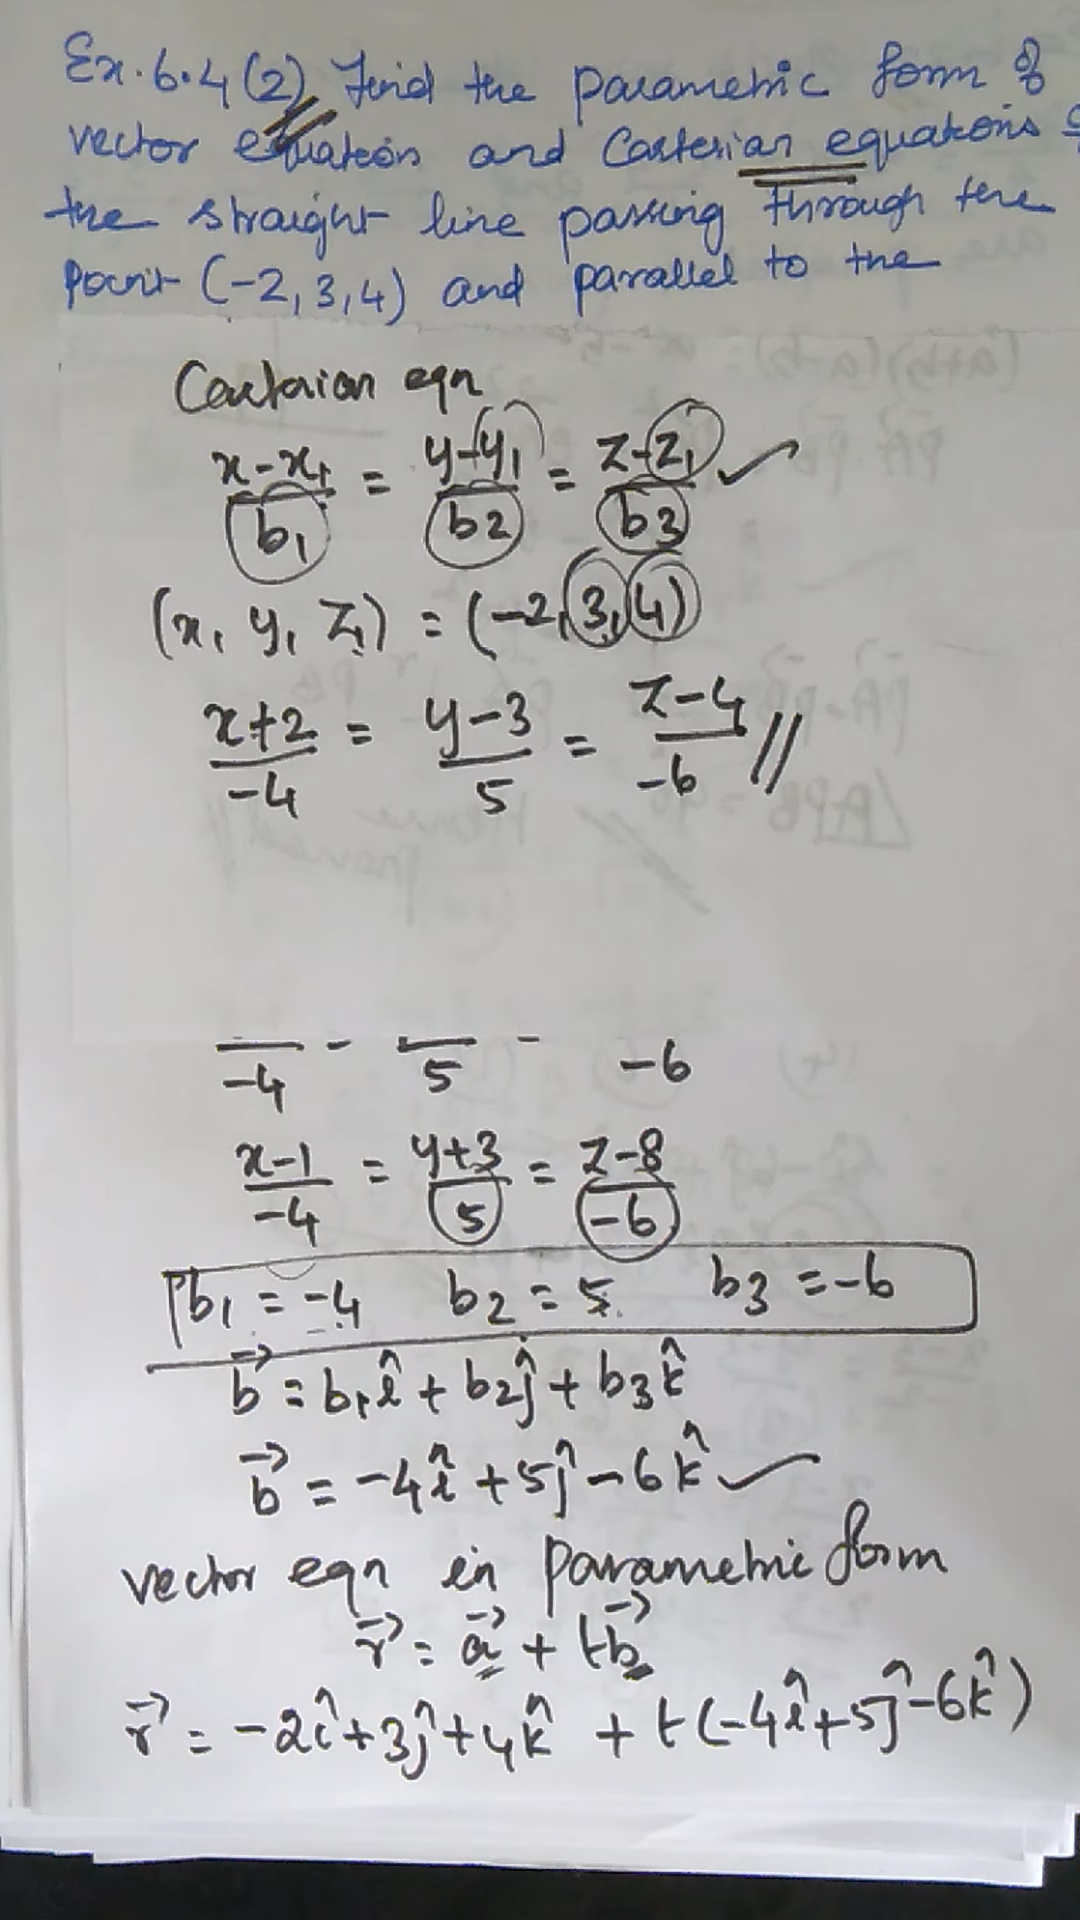 Ex. 6.4 (2) Find the parametric form of
vector equation and Cartesian equations of
the straight line passing through the
point (-2, 3, 4) and parallel to the
Cartesian eqn
x-x₁/b₁ = y-y₁/b2 = z-z₁/b3 ✓
(x₁ y₁ z₁) = (-2, 3, 4)
x+2/-4 = y-3/5 = z-4/-6 //
-4 - 5 - -6
x-1/-4 = y+3/5 = z-8/-6
b₁ = -4 b2 = 5 b3 = -6
b⃗ = b₁î + b2ĵ + b3k̂
b⃗ = -4î + 5ĵ - 6k̂ ✓
vector eqn in parametric form
r⃗ = a⃗ + tb⃗
r⃗ = -2î + 3ĵ + 4k̂ + t(-4î + 5ĵ - 6k̂)